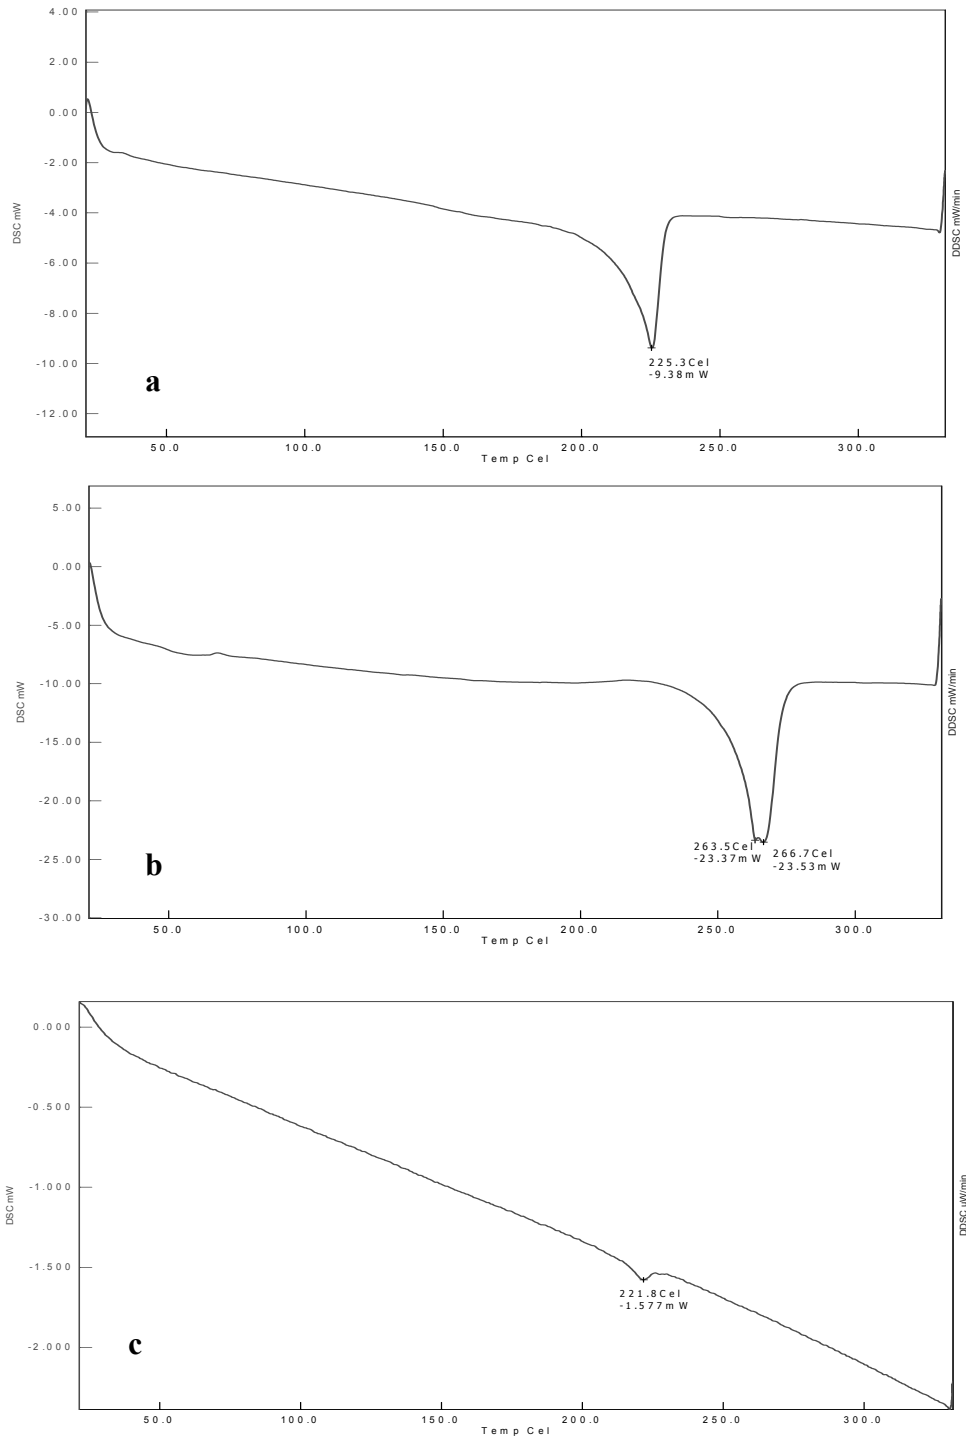 4.00
2.00
0.00
-2.00
-4.00
-6.00
-8.00
-10.00
-12.00
DSC mW
DDSC mW/min
225.3Cel
-9.38mW
a
50.0 100.0 150.0 200.0 250.0 300.0
Temp Cel
5.00
0.00
-5.00
-10.00
-15.00
-20.00
-25.00
-30.00
DSC mW
DDSC mW/min
263.5Cel
-23.37mW
266.7Cel
-23.53mW
b
50.0 100.0 150.0 200.0 250.0 300.0
Temp Cel
0.000
-0.500
-1.000
-1.500
-2.000
DSC mW
DDSC uW/min
221.8Cel
-1.577mW
c
50.0 100.0 150.0 200.0 250.0 300.0
Temp Cel